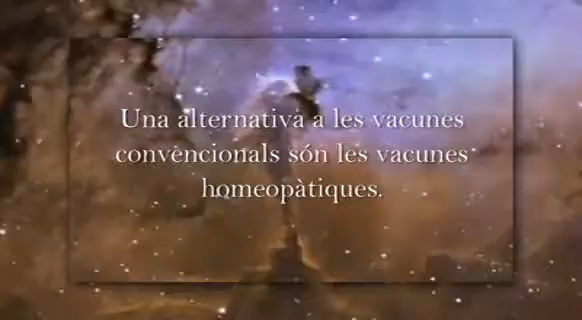 Una alternativa a les vacunes
convencionals són les vacunes
homeopàtiques.